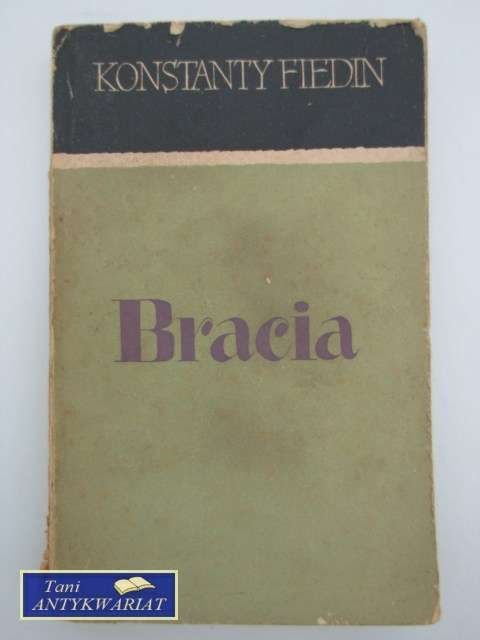 KONSTANTY FIEDIN
Bracia
Tani
ANTYKWARIAT